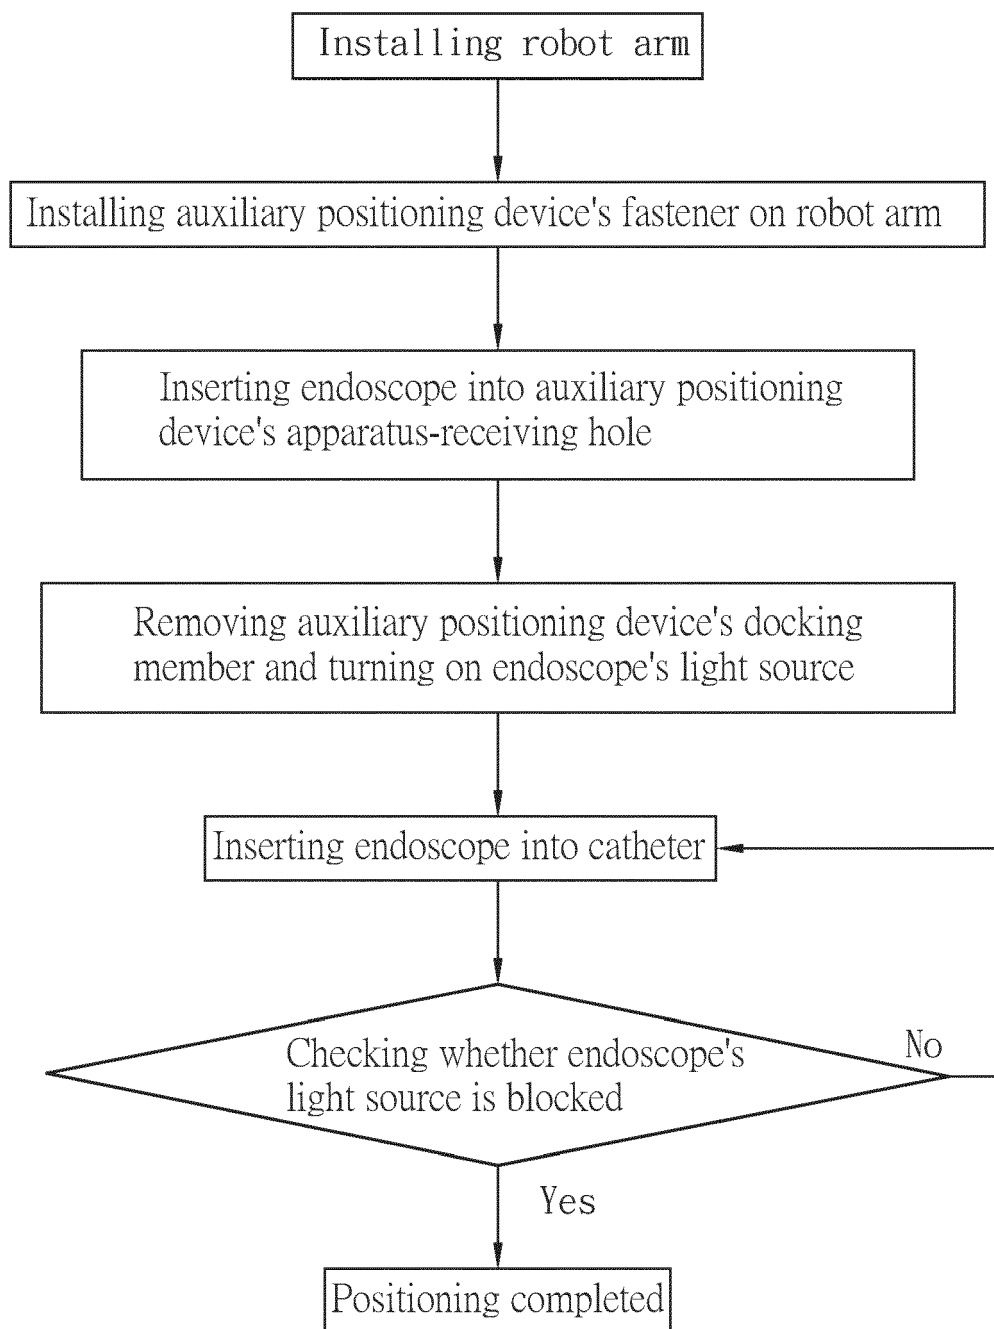 Installing robot arm
Installing auxiliary positioning device's fastener on robot arm
Inserting endoscope into auxiliary positioning
device's apparatus-receiving hole
Removing auxiliary positioning device's docking
member and turning on endoscope's light source
Inserting endoscope into catheter
Checking whether endoscope's
light source is blocked
No
Yes
Positioning completed